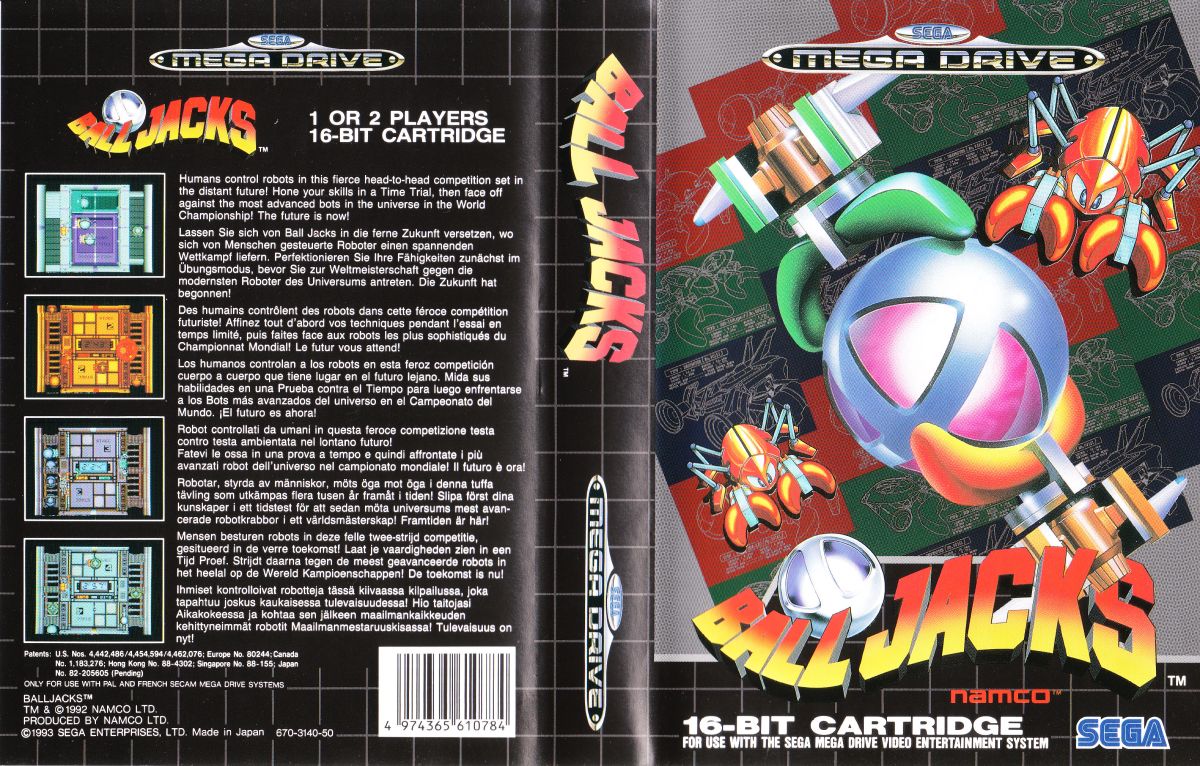 SEGA
MEGA DRIVE
BALL JACKS™
1 OR 2 PLAYERS
16-BIT CARTRIDGE
Humans control robots in this fierce head-to-head competition set in
the distant future! Hone your skills in a Time Trial, then face off
against the most advanced bots in the universe in the World
Championship! The future is now!
Lassen Sie sich von Ball Jacks in die ferne Zukunft versetzen, wo
sich von Menschen gesteuerte Roboter einen spannenden
Wettkampf liefern. Perfektionieren Sie Ihre Fähigkeiten zunächst im
Übungsmodus, bevor Sie zur Weltmeisterschaft gegen die
modernsten Roboter des Universums antreten. Die Zukunft hat
begonnen!
Des humains contrôlent des robots dans cette féroce compétition
futuriste! Affinez tout d'abord vos techniques pendant l'essai en
temps limité, puis faites face aux robots les plus sophistiqués du
Championnat Mondial! Le futur vous attend!
Los humanos controlan a los robots en esta feroz competición
cuerpo a cuerpo que tiene lugar en el futuro lejano. Mida sus
habilidades en una Prueba contra el Tiempo para luego enfrentarse
a los Bots más avanzados del universo en el Campeonato del
Mundo. ¡El futuro es ahora!
Robot controllati da umani in questa feroce competizione testa
contro testa ambientata nel lontano futuro!
Fatevi le ossa in una prova a tempo e quindi affrontate i più
avanzati robot dell'universo nel campionato mondiale! Il futuro è ora!
Robotar, styrda av människor, möts öga mot öga i denna tuffa
tävling som utkämpas flera tusen år framåt i tiden! Slipa först dina
kunskaper i ett tidstest för att sedan möta universums mest avan-
cerade robotkrabbor i ett världsmästerskap! Framtiden är här!
Mensen besturen robots in deze felle twee-strijd competitie,
gesitueerd in de verre toekomst! Laat je vaardigheden zien in een
Tijd Proef. Strijdt daarna tegen de meest geavanceerde robots in
het heelal op de Wereld Kampioenschappen! De toekomst is nu!
Ihmiset kontrolloivat robotteja tässä kiivaassa kilpailussa, joka
tapahtuu joskus kaukaisessa tulevaisuudessa! Hio taitojasi
Aikakokeessa ja kohtaa sen jälkeen maailmankaikkeuden
kehittyneimmät robotit Maailmanmestaruuskisassa! Tulevaisuus on
nyt!
Patents: U.S. Nos. 4,442,486/4,454,594/4,462,076; Europe No. 80244; Canada
No. 1,183,276; Hong Kong No. 88-4302; Singapore No. 88-155; Japan
No. 82-205605 (Pending)
ONLY FOR USE WITH PAL AND FRENCH SECAM MEGA DRIVE SYSTEMS
BALLJACKS™
TM & ©1992 NAMCO LTD.
PRODUCED BY NAMCO LTD.
©1993 SEGA ENTERPRISES, LTD. Made in Japan 670-3140-50
4 974365 610784
BALL JACKS™
SEGA
MEGA DRIVE
SEGA
MEGA DRIVE
BALL JACKS™
namco™
16-BIT CARTRIDGE
FOR USE WITH THE SEGA MEGA DRIVE VIDEO ENTERTAINMENT SYSTEM
SEGA